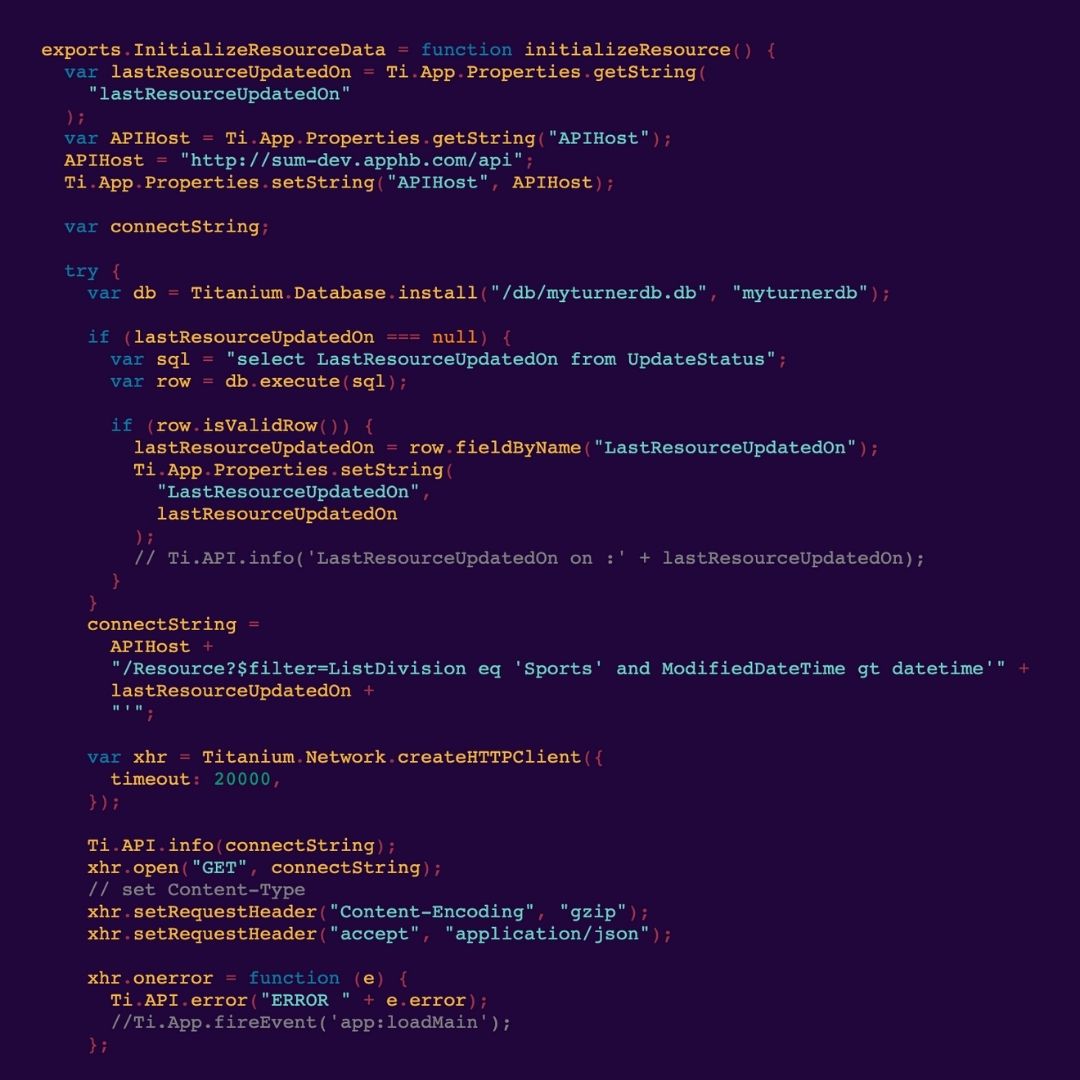 exports.InitializeResourceData = function initializeResource() {
  var lastResourceUpdatedOn = Ti.App.Properties.getString(
    "lastResourceUpdatedOn"
  );
  var APIHost = Ti.App.Properties.getString("APIHost");
  APIHost = "http://sum-dev.apphb.com/api";
  Ti.App.Properties.setString("APIHost", APIHost);

  var connectString;

  try {
    var db = Titanium.Database.install("/db/myturnerdb.db", "myturnerdb");

    if (lastResourceUpdatedOn === null) {
      var sql = "select LastResourceUpdatedOn from UpdateStatus";
      var row = db.execute(sql);

      if (row.isValidRow()) {
        lastResourceUpdatedOn = row.fieldByName("LastResourceUpdatedOn");
        Ti.App.Properties.setString(
          "LastResourceUpdatedOn",
          lastResourceUpdatedOn
        );
        // Ti.API.info('LastResourceUpdatedOn on :' + lastResourceUpdatedOn);
      }
    }
    connectString =
      APIHost +
      "/Resource?$filter=ListDivision eq 'Sports' and ModifiedDateTime gt datetime'" +
      lastResourceUpdatedOn +
      "'";

    var xhr = Titanium.Network.createHTTPClient({
      timeout: 20000,
    });

    Ti.API.info(connectString);
    xhr.open("GET", connectString);
    // set Content-Type
    xhr.setRequestHeader("Content-Encoding", "gzip");
    xhr.setRequestHeader("accept", "application/json");

    xhr.onerror = function (e) {
      Ti.API.error("ERROR " + e.error);
      //Ti.App.fireEvent('app:loadMain');
    };